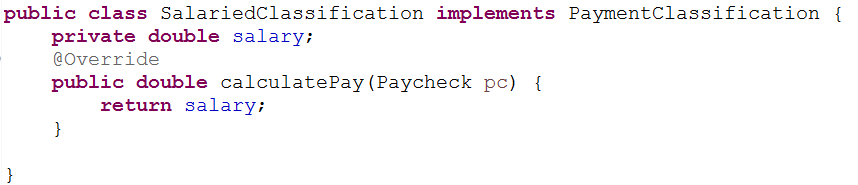 public class SalariedClassification implements PaymentClassification {
    private double salary;
    @Override
    public double calculatePay(Paycheck pc) {
        return salary;
    }

}